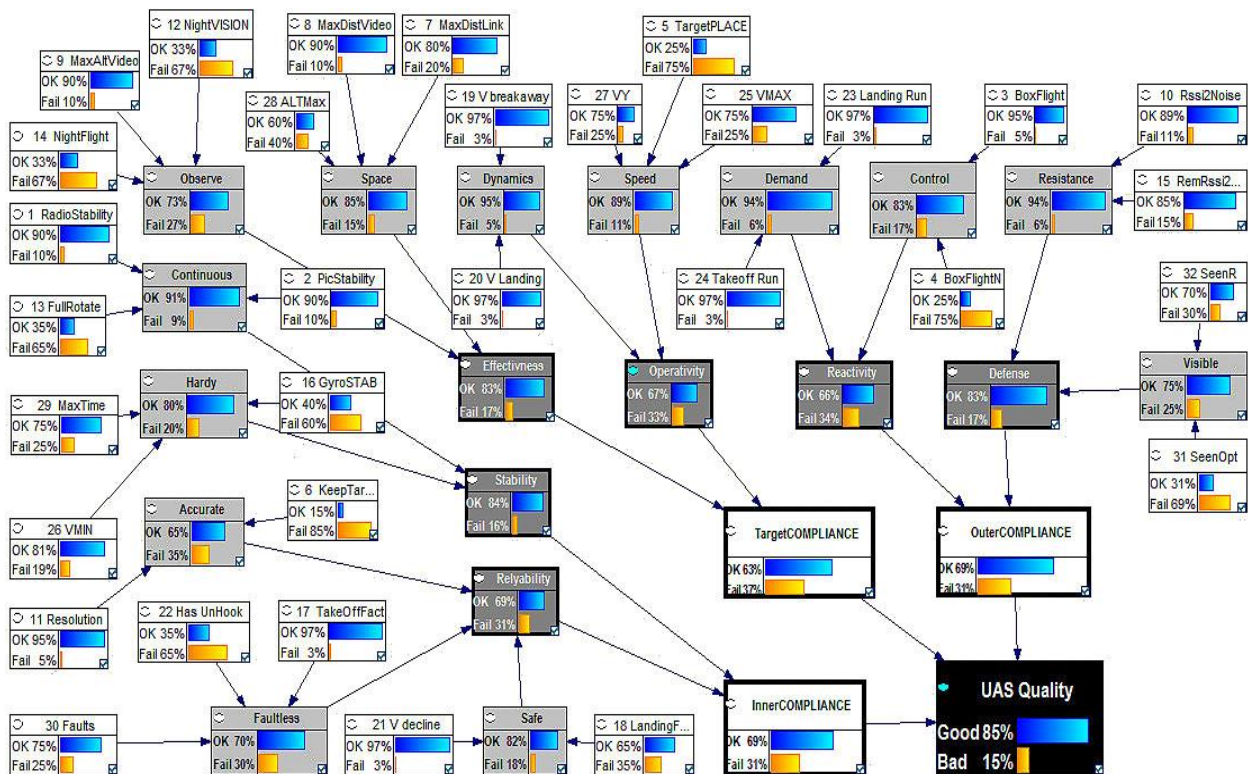 12 NightVISION
OK 33%
Fail 67%
8 MaxDistVideo
OK 90%
Fail 10%
7 MaxDistLink
OK 80%
Fail 20%
5 TargetPLACE
OK 25%
Fail 75%
9 MaxAltVideo
OK 90%
Fail 10%
28 ALTMax
OK 60%
Fail 40%
19 V breakaway
OK 97%
Fail 3%
27 VY
OK 75%
Fail 25%
25 VMAX
OK 75%
Fail 25%
23 Landing Run
OK 97%
Fail 3%
3 BoxFlight
OK 95%
Fail 5%
10 Rssi2Noise
OK 89%
Fail 11%
14 NightFlight
OK 33%
Fail 67%
Observe
OK 73%
Fail 27%
Space
OK 85%
Fail 15%
Dynamics
OK 95%
Fail 5%
Speed
OK 89%
Fail 11%
Demand
OK 94%
Fail 6%
Control
OK 83%
Fail 17%
Resistance
OK 94%
Fail 6%
15 RemRssi2...
OK 85%
Fail 15%
1 RadioStability
OK 90%
Fail 10%
Continuous
OK 91%
Fail 9%
2 PicStability
OK 90%
Fail 10%
20 V Landing
OK 97%
Fail 3%
24 Takeoff Run
OK 97%
Fail 3%
4 BoxFlightN
OK 25%
Fail 75%
32 SeenR
OK 70%
Fail 30%
13 FullRotate
OK 35%
Fail 65%
Effectivness
OK 83%
Fail 17%
Operativity
OK 67%
Fail 33%
Reactivity
OK 66%
Fail 34%
Defense
OK 83%
Fail 17%
Visible
OK 75%
Fail 25%
Hardy
OK 80%
Fail 20%
16 GyroSTAB
OK 40%
Fail 60%
29 MaxTime
OK 75%
Fail 25%
31 SeenOpt
OK 31%
Fail 69%
Stability
OK 84%
Fail 16%
6 KeepTar...
OK 15%
Fail 85%
Accurate
OK 65%
Fail 35%
26 VMIN
OK 81%
Fail 19%
TargetCOMPLIANCE
OK 63%
Fail 37%
OuterCOMPLIANCE
OK 69%
Fail 31%
Relyability
OK 69%
Fail 31%
11 Resolution
OK 95%
Fail 5%
22 Has UnHook
OK 35%
Fail 65%
17 TakeOffFact
OK 97%
Fail 3%
UAS Quality
Good 85%
Bad 15%
InnerCOMPLIANCE
OK 69%
Fail 31%
30 Faults
OK 75%
Fail 25%
Faultless
OK 70%
Fail 30%
21 V decline
OK 97%
Fail 3%
Safe
OK 82%
Fail 18%
18 LandingF...
OK 65%
Fail 35%